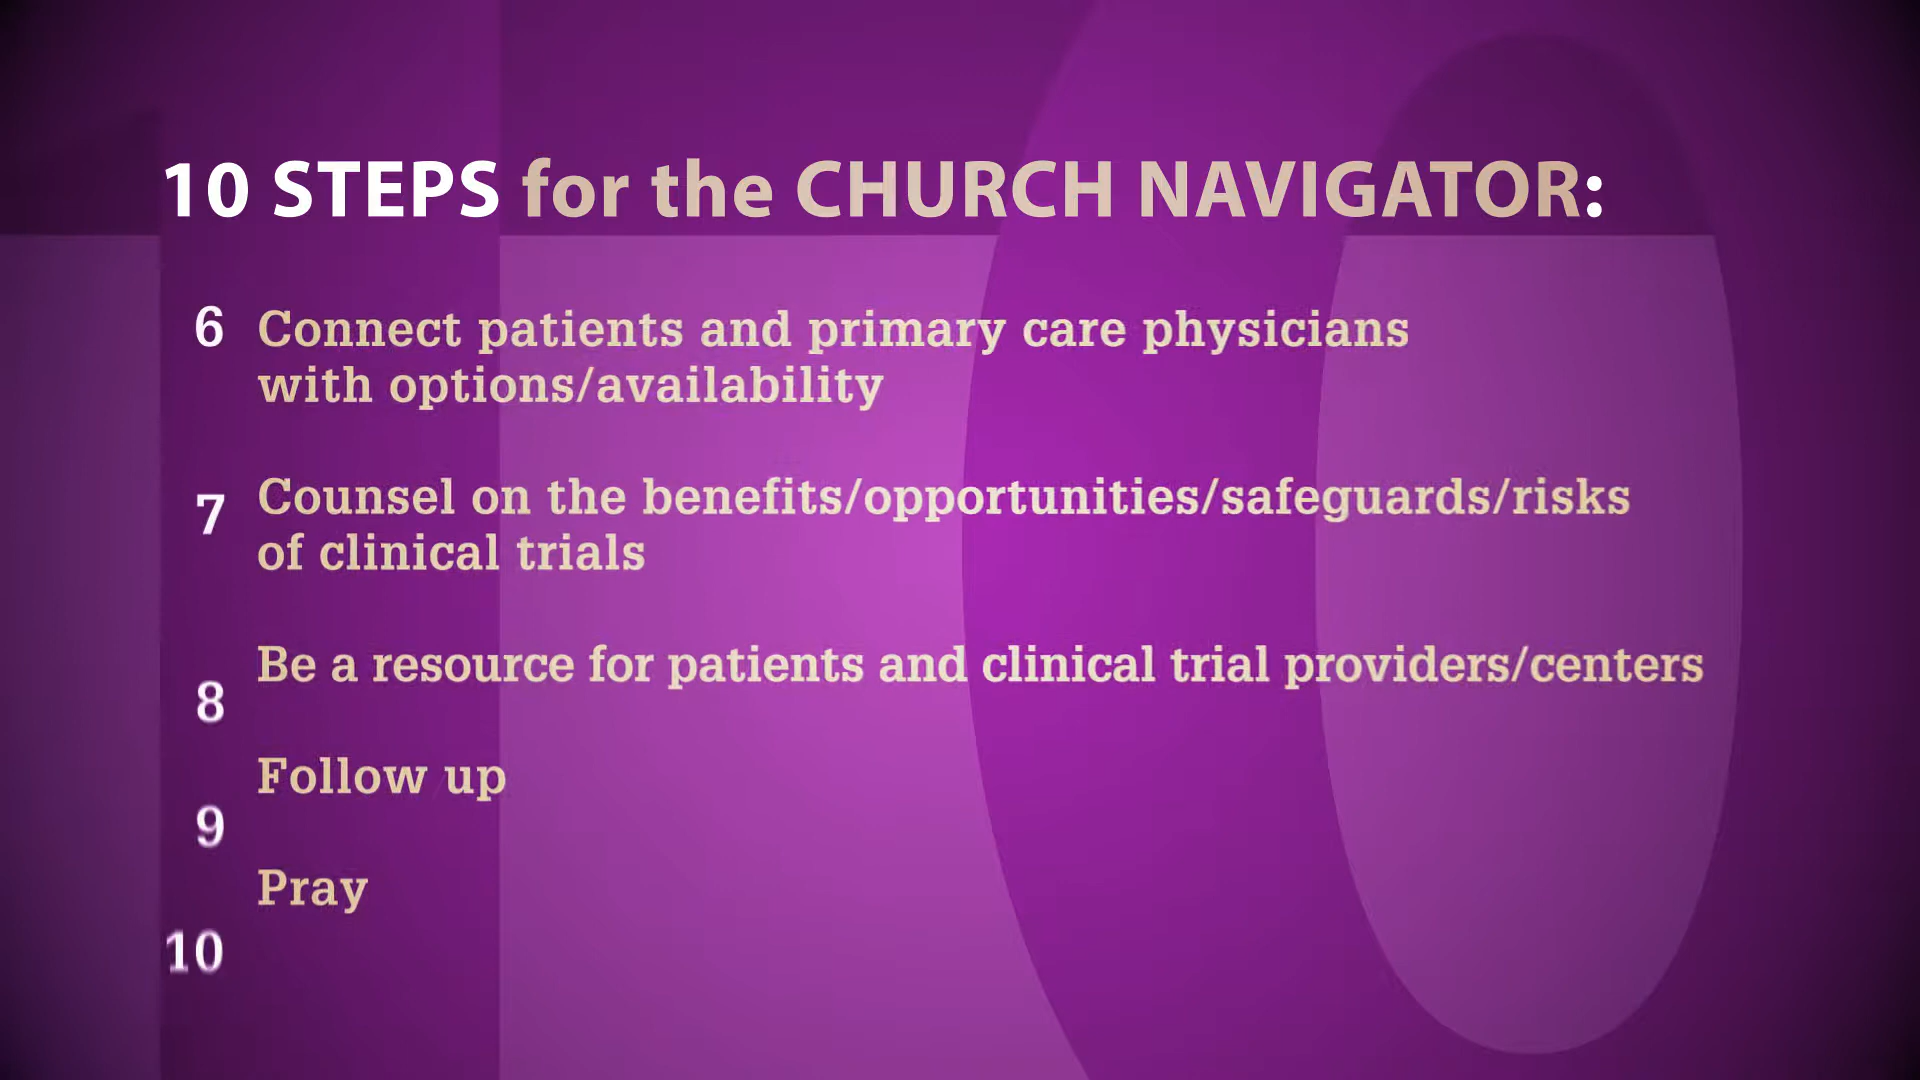 10 STEPS for the CHURCH NAVIGATOR:
6 Connect patients and primary care physicians
with options/availability
7 Counsel on the benefits/opportunities/safeguards/risks
of clinical trials
8 Be a resource for patients and clinical trial providers/centers
9 Follow up
10 Pray